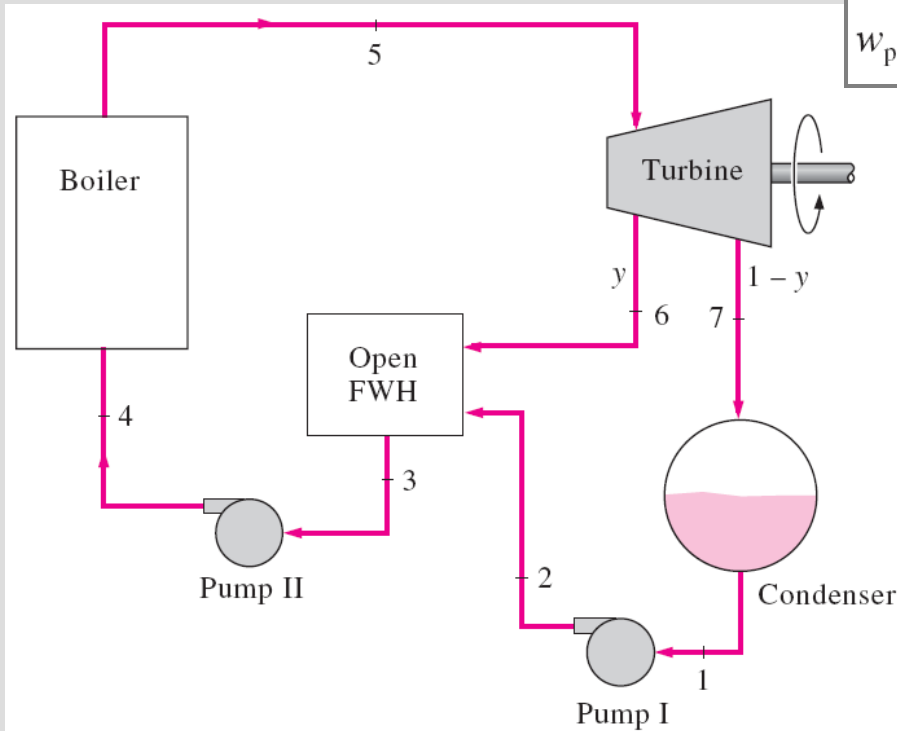 w_p
5
Boiler
Turbine
y
1 – y
6
7
Open
FWH
4
3
2
Pump II
Condenser
1
Pump I